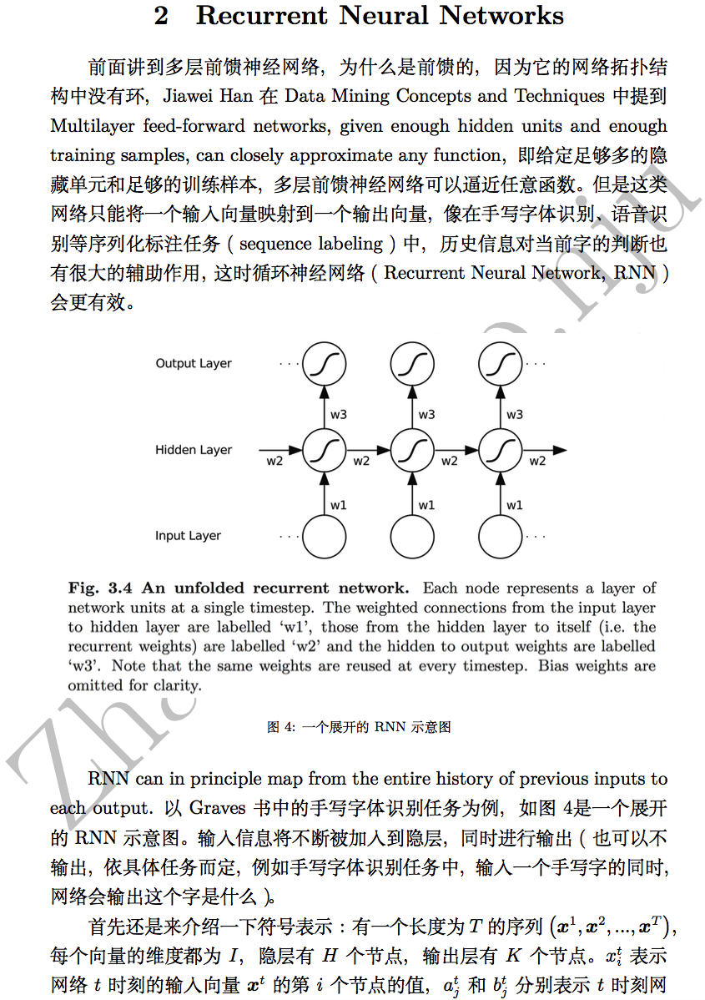 2 Recurrent Neural Networks
前面讲到多层前馈神经网络，为什么是前馈的，因为它的网络拓扑结
构中没有环，Jiawei Han 在 Data Mining Concepts and Techniques 中提到
Multilayer feed-forward networks, given enough hidden units and enough
training samples, can closely approximate any function，即给定足够多的隐
藏单元和足够的训练样本，多层前馈神经网络可以逼近任意函数。但是这类
网络只能将一个输入向量映射到一个输出向量，像在手写字体识别、语音识
别等序列化标注任务（sequence labeling）中，历史信息对当前字的判断也
有很大的辅助作用，这时循环神经网络（Recurrent Neural Network, RNN）
会更有效。
Output Layer ··· ···
w3 w3 w3
Hidden Layer
w2 w2 w2 w2
w1 w1 w1
Input Layer ··· ···
Fig. 3.4 An unfolded recurrent network. Each node represents a layer of
network units at a single timestep. The weighted connections from the input layer
to hidden layer are labelled ‘w1’, those from the hidden layer to itself (i.e. the
recurrent weights) are labelled ‘w2’ and the hidden to output weights are labelled
‘w3’. Note that the same weights are reused at every timestep. Bias weights are
omitted for clarity.
图 4: 一个展开的 RNN 示意图
RNN can in principle map from the entire history of previous inputs to
each output. 以 Graves 书中的手写字体识别任务为例，如图 4是一个展开
的 RNN 示意图。输入信息将不断被加入到隐层，同时进行输出（也可以不
输出，依具体任务而定，例如手写字体识别任务中，输入一个手写字的同时，
网络会输出这个字是什么）。
首先还是来介绍一下符号表示：有一个长度为 T 的序列 (x^1, x^2, ..., x^T)，
每个向量的维度都为 I，隐层有 H 个节点，输出层有 K 个节点。x_i^t 表示
网络 t 时刻的输入向量 x^t 的第 i 个节点的值，a_j^t 和 b_j^t 分别表示 t 时刻网